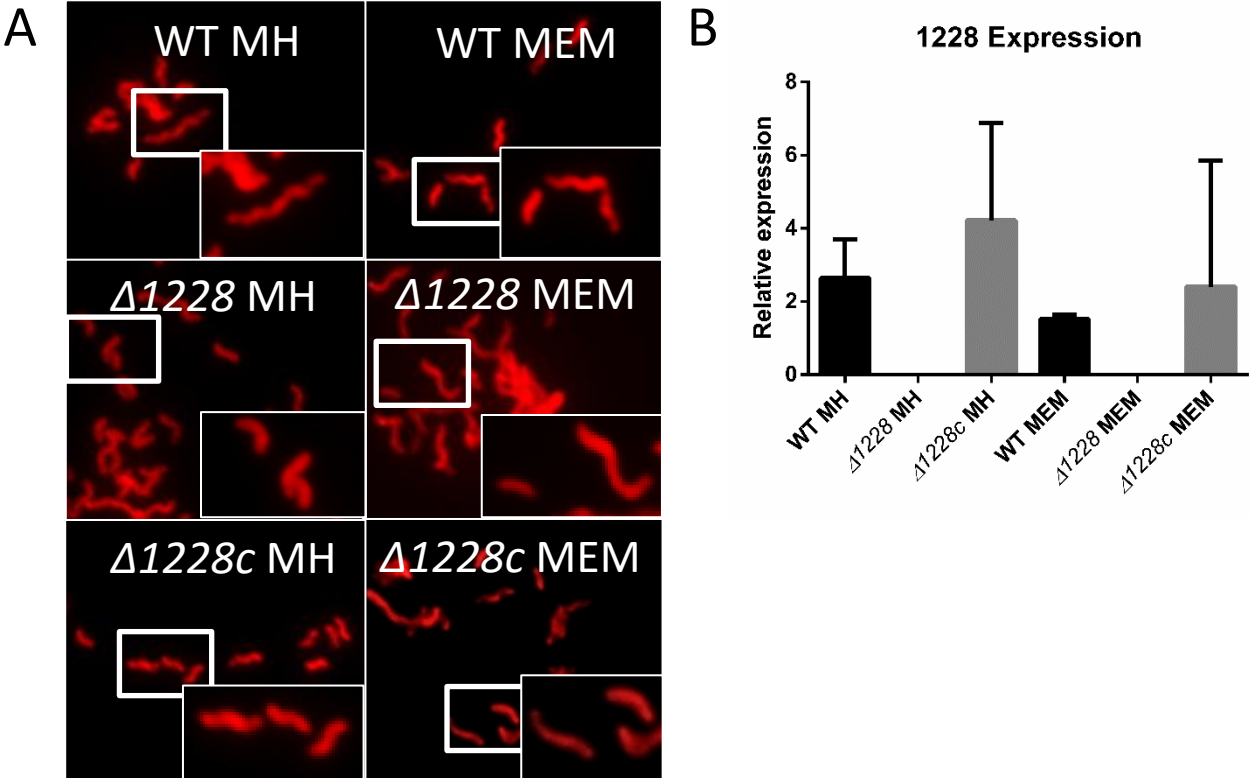 A
WT MH
WT MEM
Δ1228 MH
Δ1228 MEM
Δ1228c MH
Δ1228c MEM
B
1228 Expression
Relative expression
8
6
4
2
0
WT MH
Δ1228 MH
Δ1228c MH
WT MEM
Δ1228 MEM
Δ1228c MEM